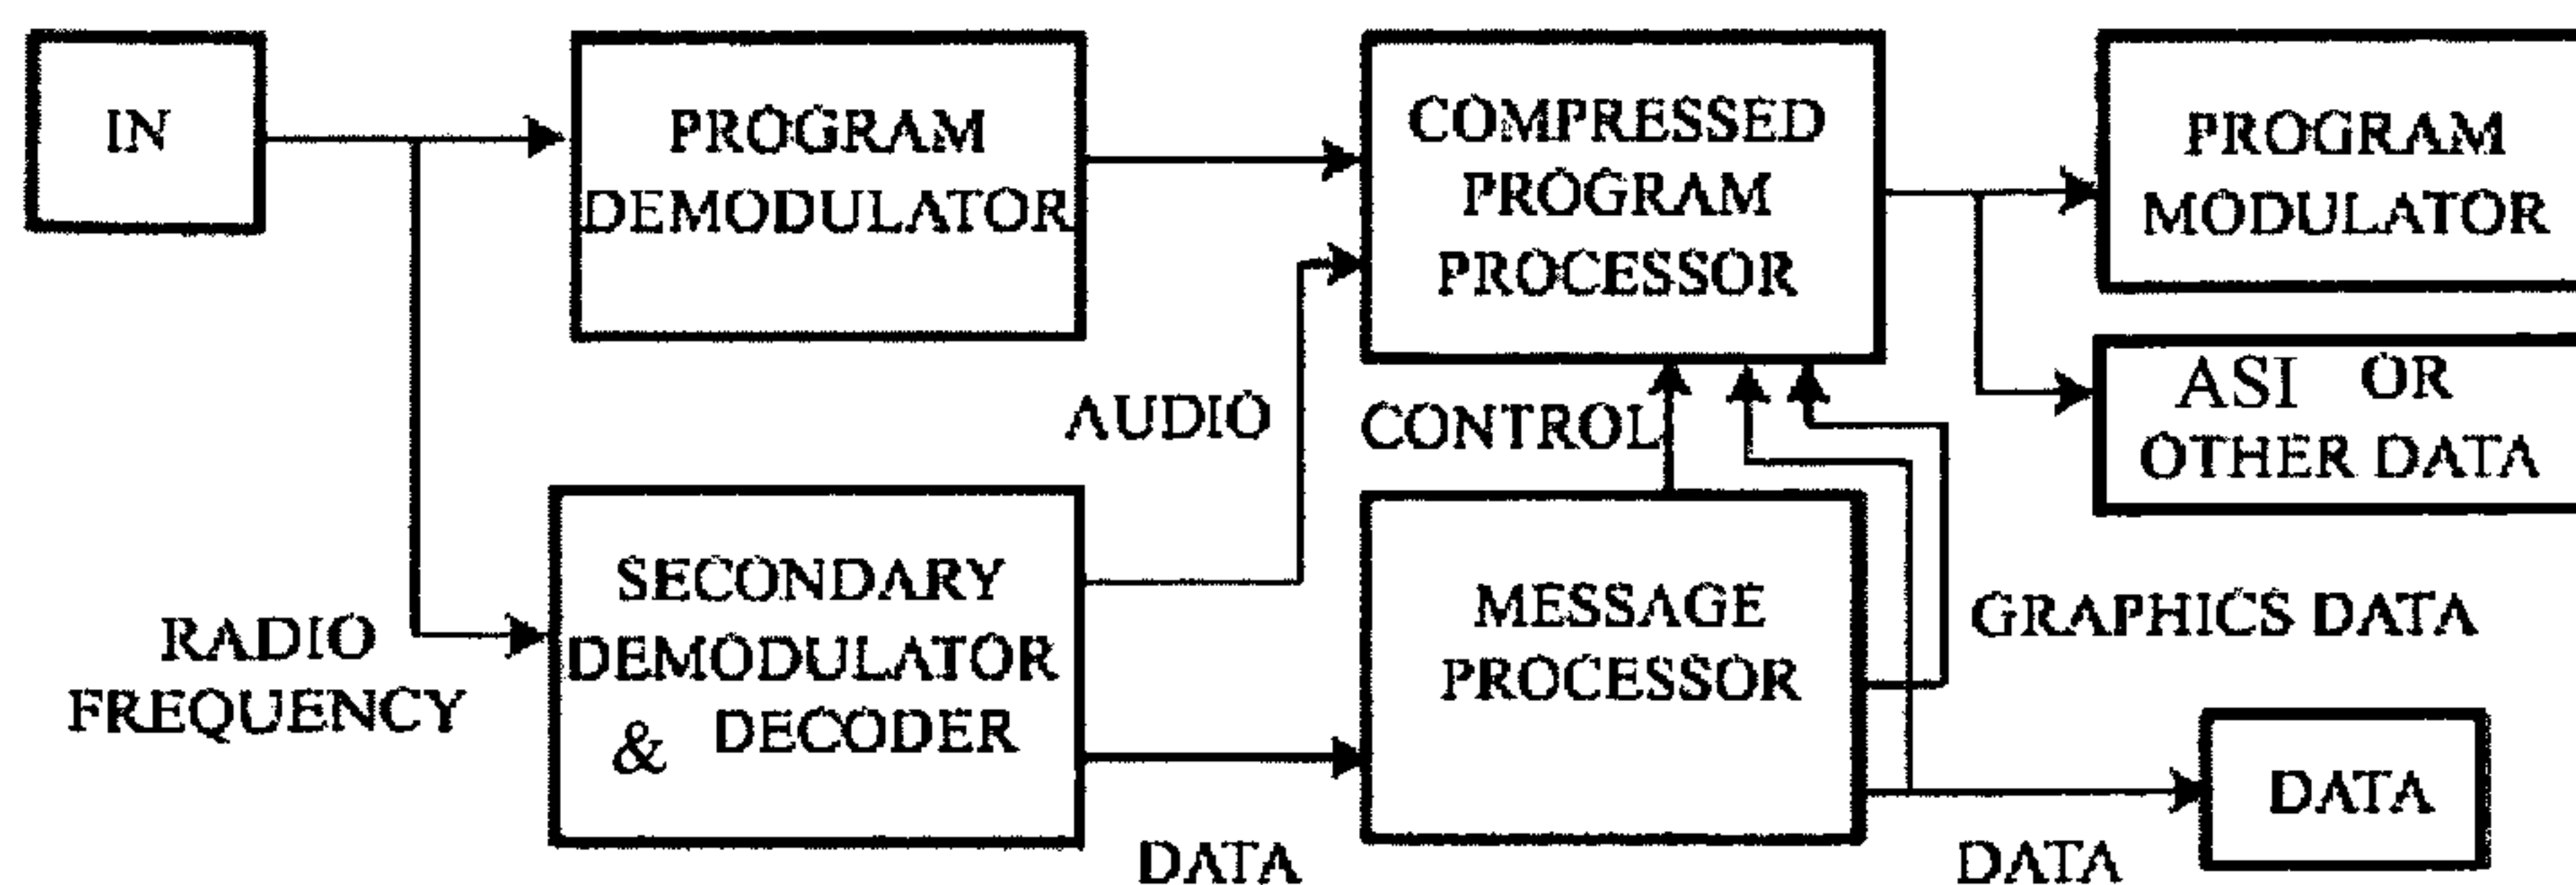 IN
PROGRAM
DEMODULATOR
COMPRESSED
PROGRAM
PROCESSOR
PROGRAM
MODULATOR
ASI OR
OTHER DATA
AUDIO
CONTROL
RADIO
FREQUENCY
SECONDARY
DEMODULATOR
& DECODER
MESSAGE
PROCESSOR
GRAPHICS DATA
DATA
DATA
DATA